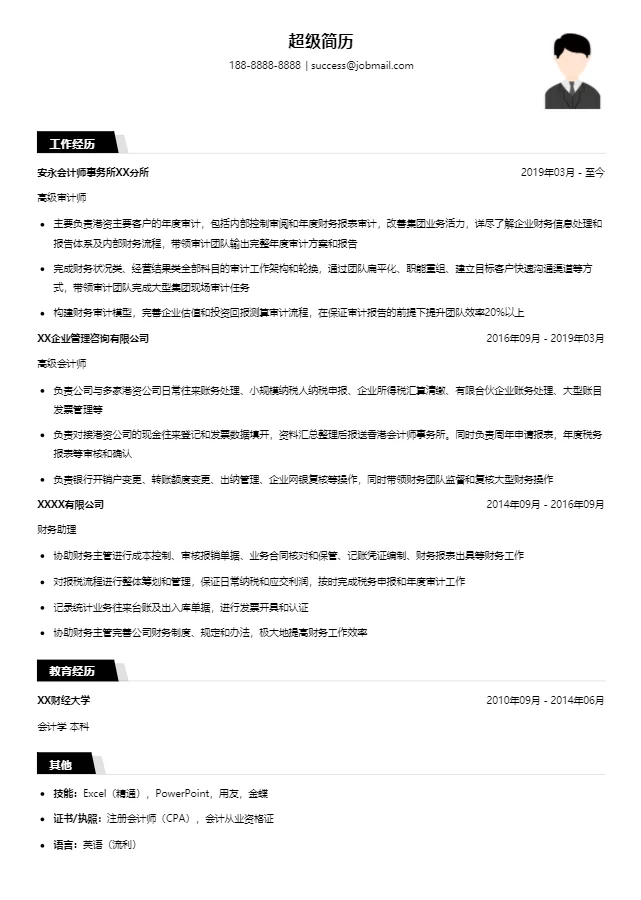 超级简历
188-8888-8888 | success@jobmail.com
工作经历
安永会计师事务所XX分所 2019年03月 - 至今
高级审计师
• 主要负责港资主要客户的年度审计，包括内部控制审阅和年度财务报表审计，改善集团业务活力，详尽了解企业财务信息处理和
报告体系及内部财务流程，带领审计团队输出完整年度审计方案和报告
• 完成财务状况类、经营结果类全部科目的审计工作架构和轮换，通过团队扁平化、职能重组、建立目标客户快速沟通渠道等方
式，带领审计团队完成大型集团现场审计任务
• 构建财务审计模型，完善企业估值和投资回报测算审计流程，在保证审计报告的前提下提升团队效率20%以上
XX企业管理咨询有限公司 2016年09月 - 2019年03月
高级会计师
• 负责公司与多家港资公司日常往来账务处理、小规模纳税人纳税申报、企业所得税汇算清缴、有限合伙企业账务处理、大型账目
发票管理等
• 负责对接港资公司的现金往来登记和发票数据填开，资料汇总整理后报送香港会计师事务所。同时负责周年申请报表，年度税务
报表等审核和确认
• 负责银行开销户变更、转账额度变更、出纳管理、企业网银复核等操作，同时带领财务团队监督和复核大型财务操作
XXXX有限公司 2014年09月 - 2016年09月
财务助理
• 协助财务主管进行成本控制、审核报销单据、业务合同核对和保管、记账凭证编制、财务报表出具等财务工作
• 对报税流程进行整体筹划和管理，保证日常纳税和应交利润，按时完成税务申报和年度审计工作
• 记录统计业务往来台账及出入库单据，进行发票开具和认证
• 协助财务主管完善公司财务制度、规定和办法，极大地提高财务工作效率
教育经历
XX财经大学 2010年09月 - 2014年06月
会计学 本科
其他
• 技能：Excel（精通），PowerPoint，用友，金蝶
• 证书/执照：注册会计师（CPA），会计从业资格证
• 语言：英语（流利）